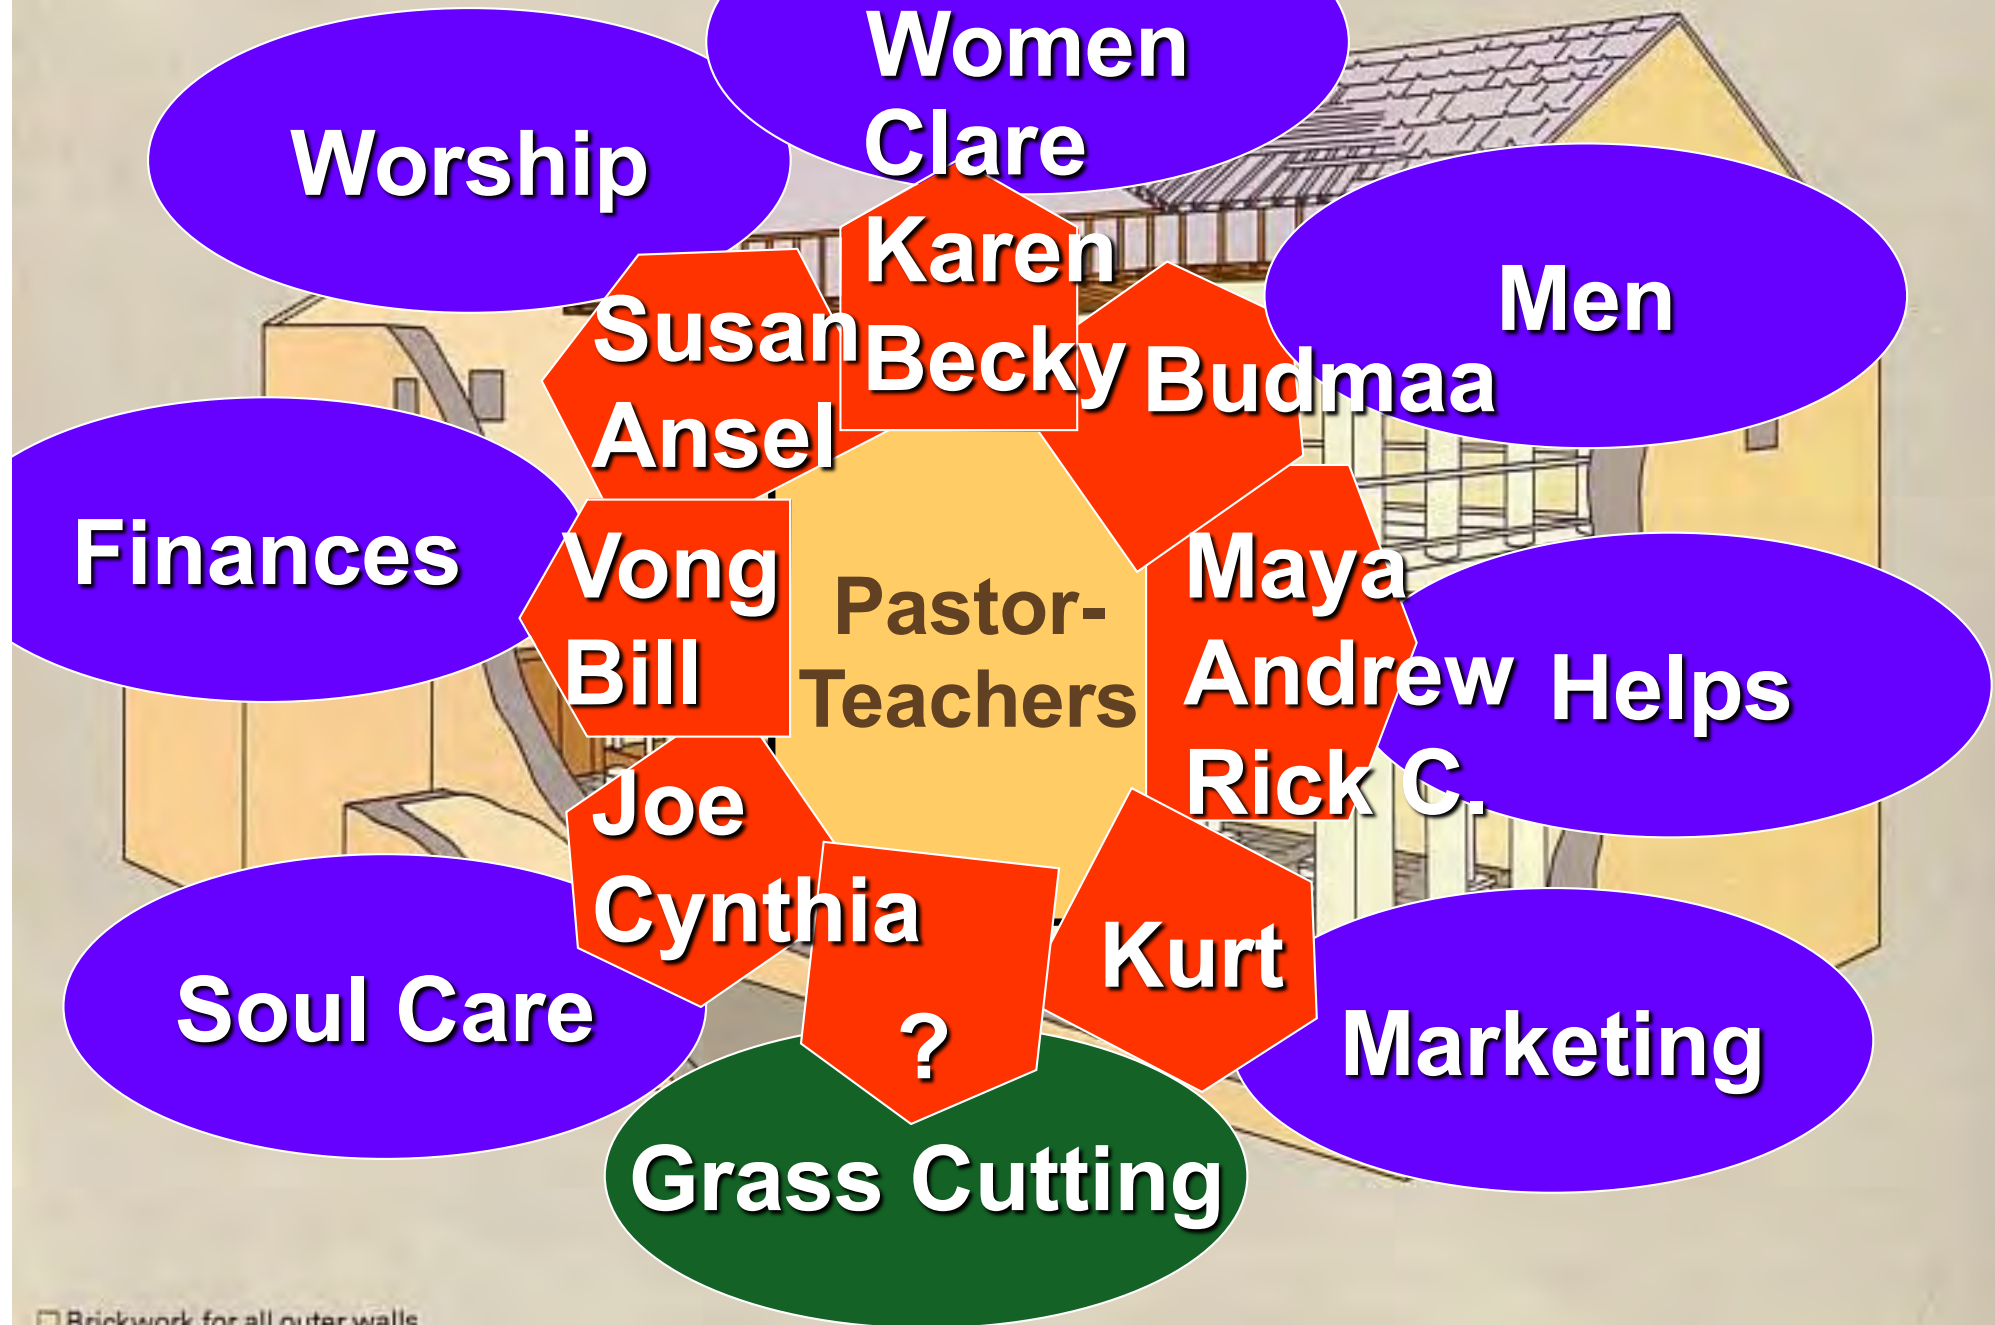 Women
Clare
Karen
Becky
Worship
Men
Susan
Ansel
Budmaa
Finances
Vong
Bill
Pastor-
Teachers
Maya
Andrew
Rick C.
Helps
Joe
Cynthia
Kurt
?
Soul Care
Marketing
Grass Cutting
Brickwork for all outer walls